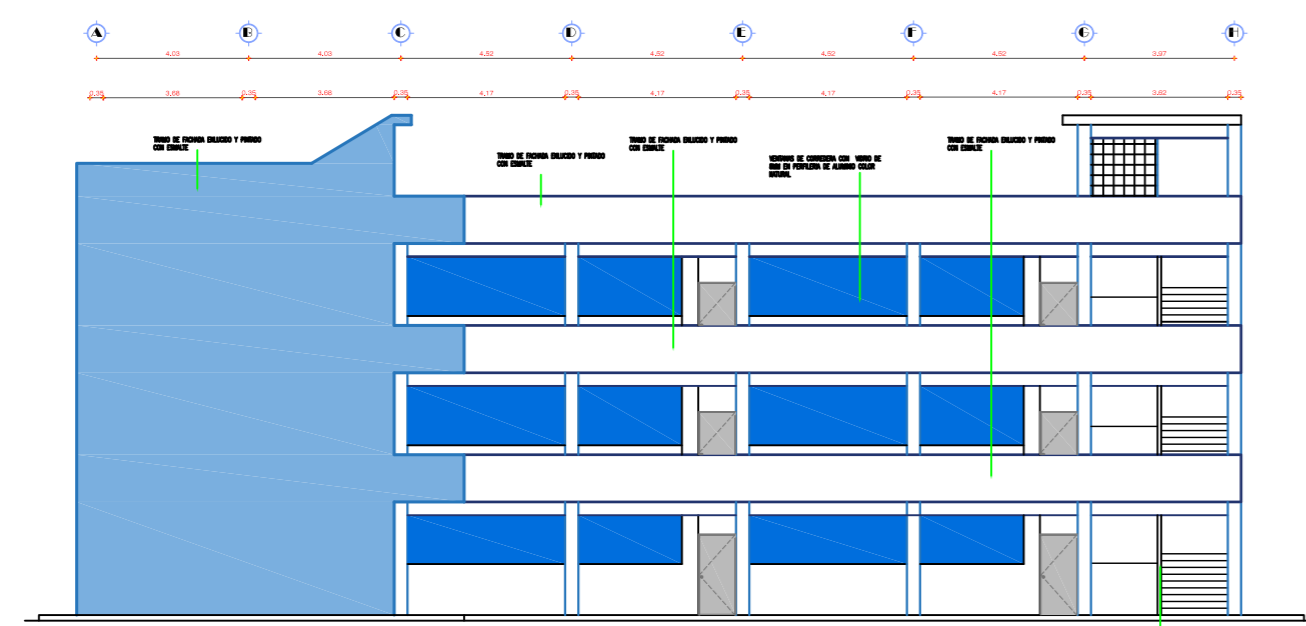 A B C D E F G H
4.03 4.03 4.52 4.52 4.52 4.52 3.97
0.35 3.68 0.35 3.68 0.35 4.17 0.35 4.17 0.35 4.17 0.35 4.17 0.35 3.62 0.35
TRAMO DE FACHADA ENLUCIDO Y PINTADO
CON ESMALTE
TRAMO DE FACHADA ENLUCIDO Y PINTADO
CON ESMALTE
TRAMO DE FACHADA ENLUCIDO Y PINTADO
CON ESMALTE
VENTANAS DE CORREDERA CON VIDRIO DE
6MM EN PERFILERIA DE ALUMINIO COLOR
NATURAL
TRAMO DE FACHADA ENLUCIDO Y PINTADO
CON ESMALTE